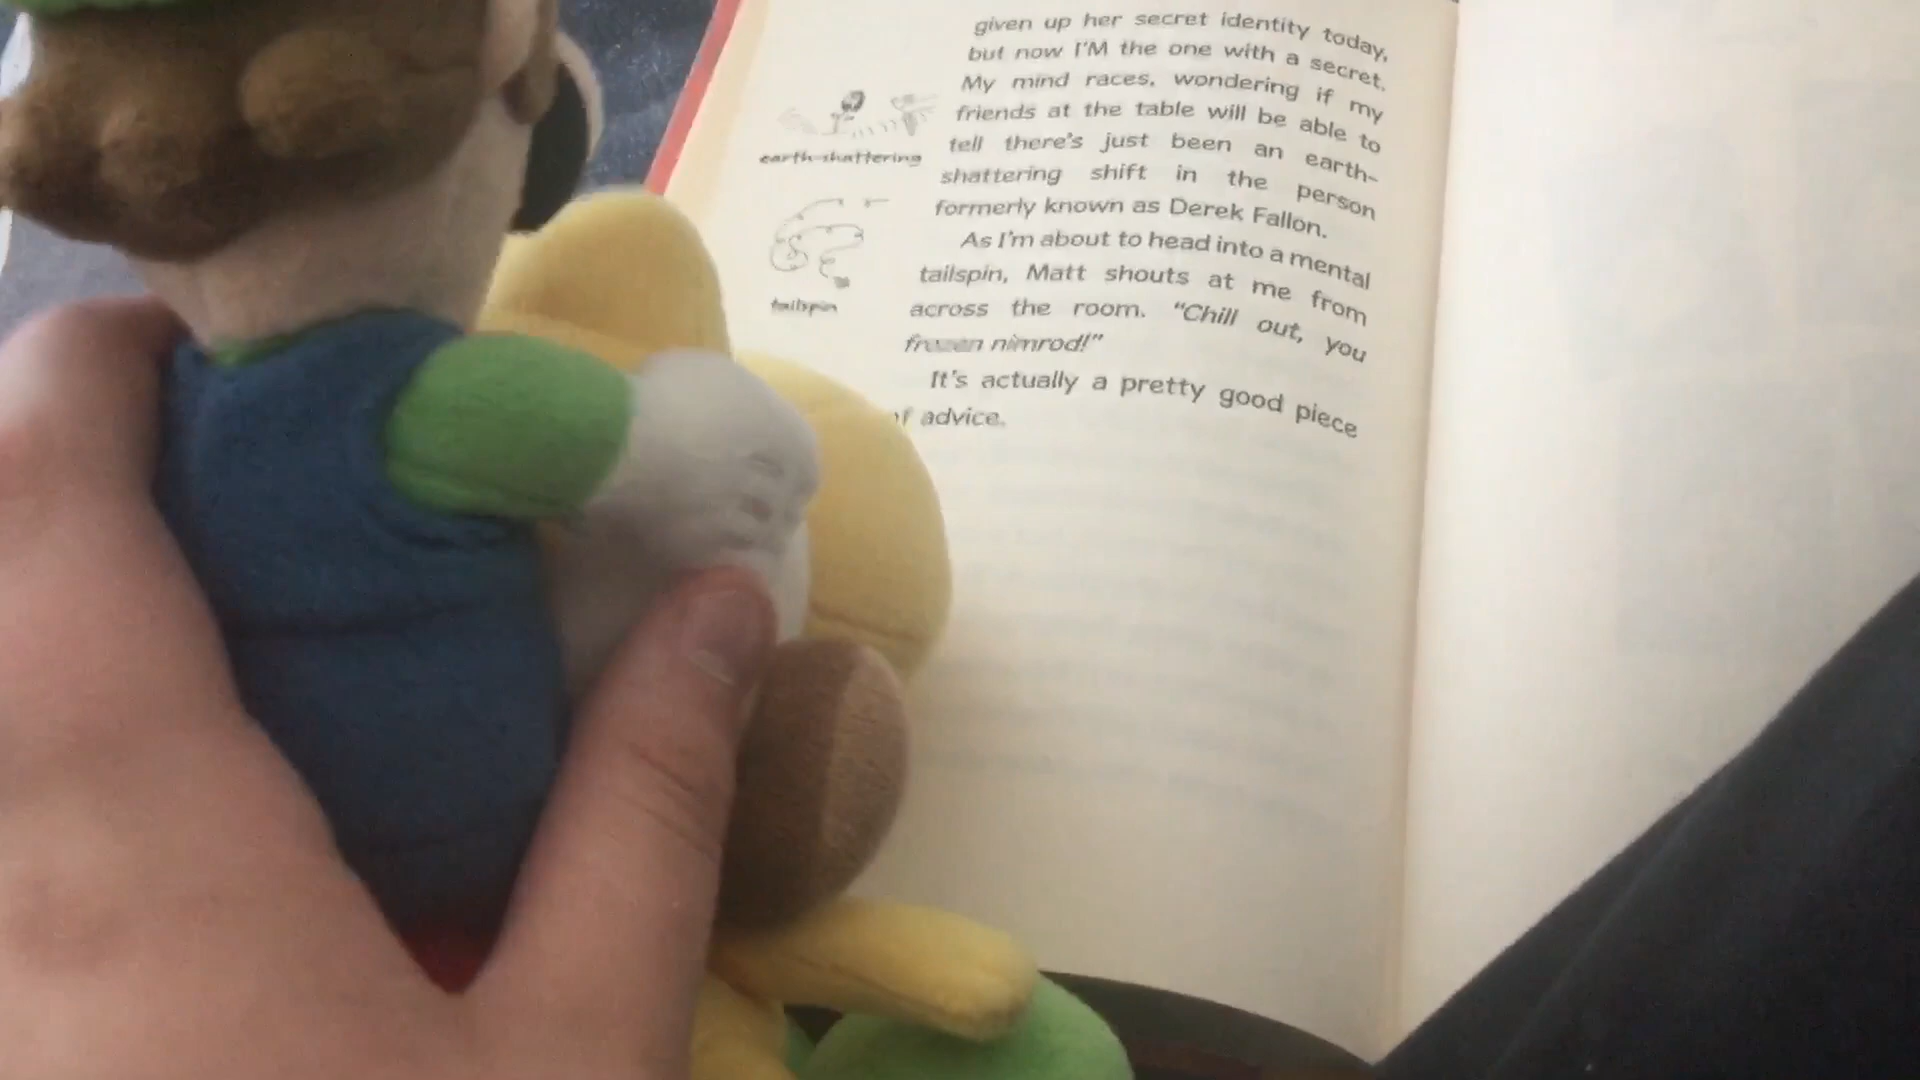 given up her secret identity today,
but now I'M the one with a secret.
My mind races, wondering if my
friends at the table will be able to
tell there's just been an earth-
shattering shift in the person
formerly known as Derek Fallon.
As I'm about to head into a mental
tailspin, Matt shouts at me from
across the room. "Chill out, you
frozen nimrod!"
It's actually a pretty good piece
of advice.
earth-shattering
tailspin